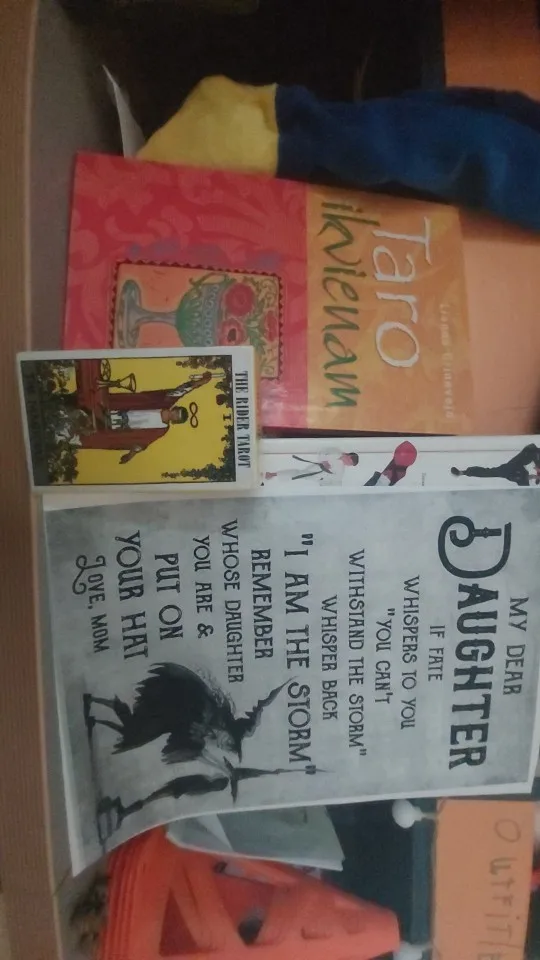 Taro
ikvienam
THE RIDER TAROT
I
MY DEAR
DAUGHTER
IF FATE
WHISPERS TO YOU
"YOU CAN'T
WITHSTAND THE STORM"
WHISPER BACK
"I AM THE STORM"
REMEMBER
WHOSE DAUGHTER
YOU ARE &
PUT ON
YOUR HAT
LOVE, MOM